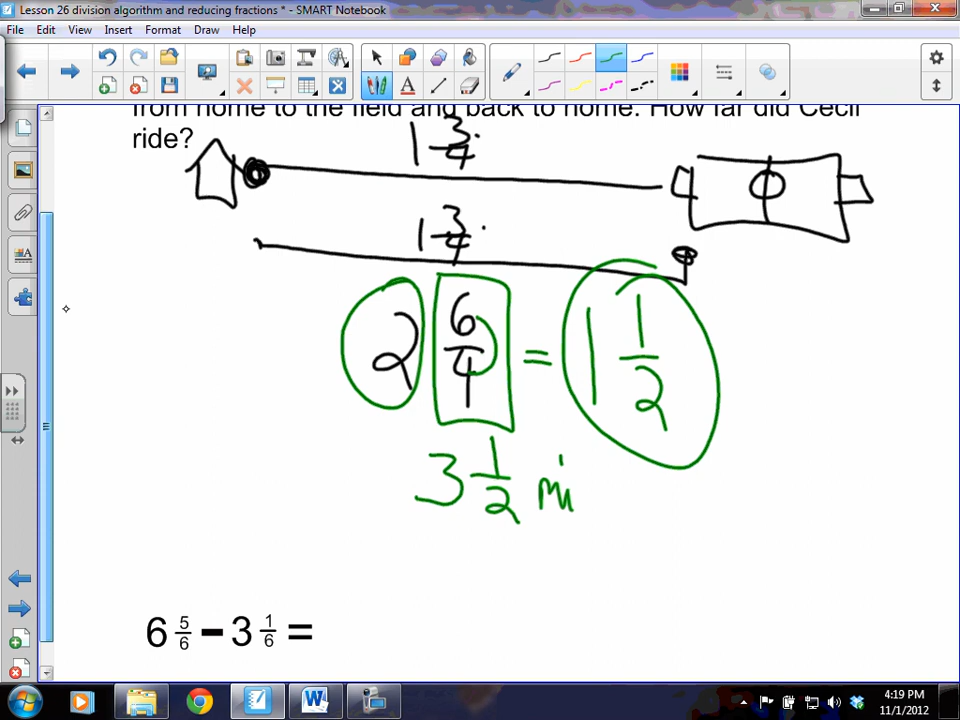 Lesson 26 division algorithm and reducing fractions * - SMART Notebook
File Edit View Insert Format Draw Help
from home to the field and back to home. How far did Cecil
ride?
1 3/4
1 3/4
2 6/4 = 1 1/2
3 1/2 mi
6 5/6 - 3 1/6 =
4:19 PM
11/1/2012